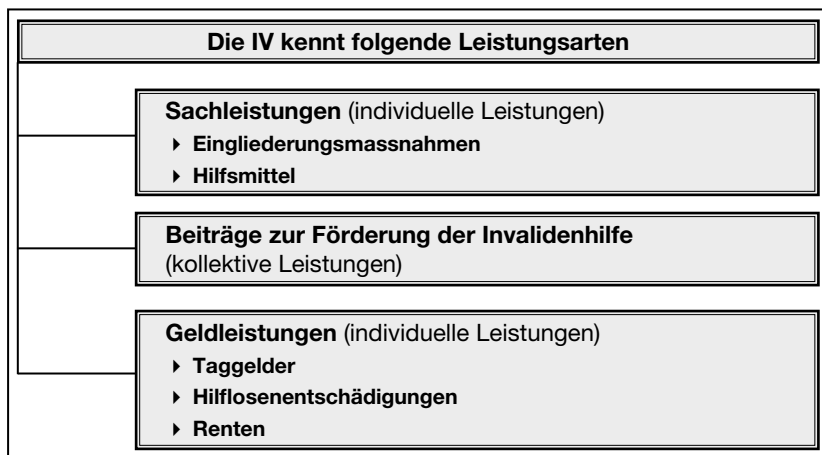 Die IV kennt folgende Leistungsarten
Sachleistungen (individuelle Leistungen)
Eingliederungsmassnahmen
Hilfsmittel
Beiträge zur Förderung der Invalidenhilfe
(kollektive Leistungen)
Geldleistungen (individuelle Leistungen)
Taggelder
Hilflosenentschädigungen
Renten